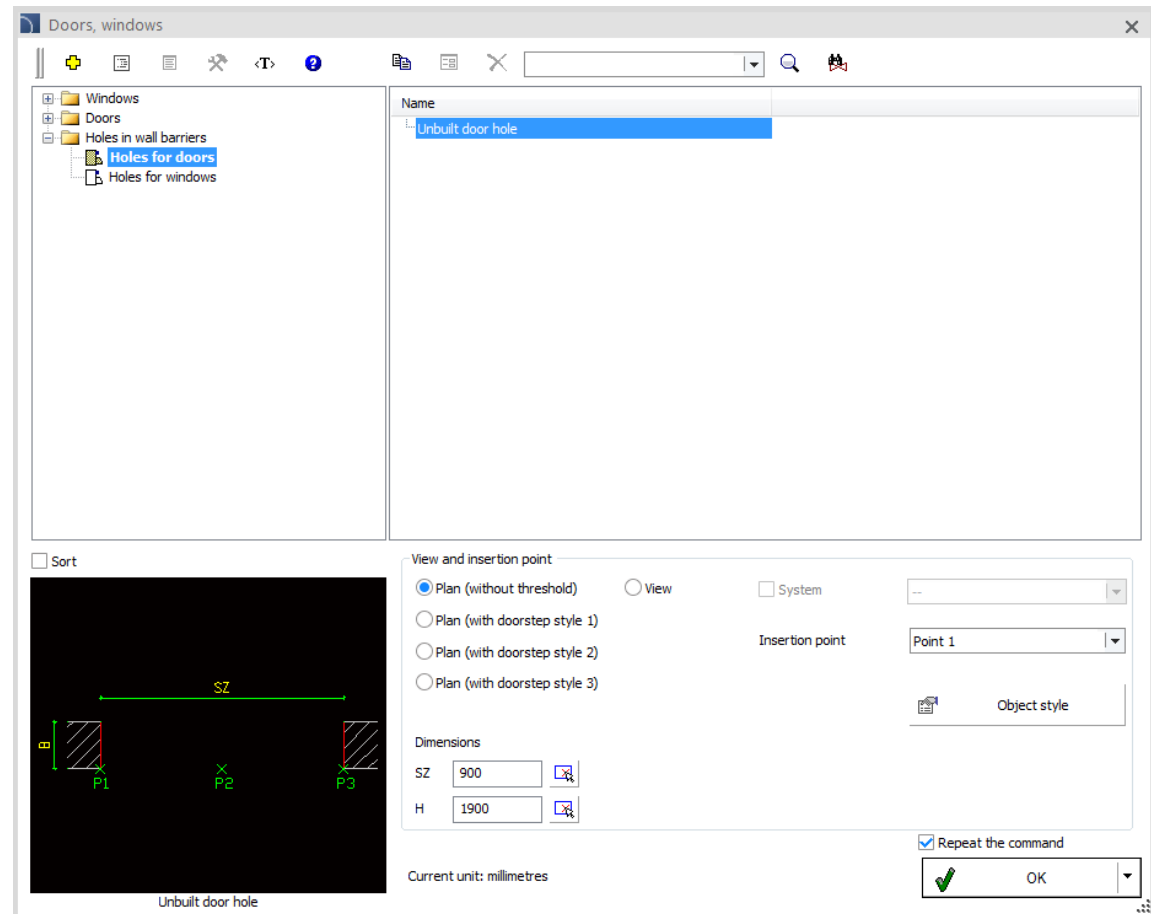 Doors, windows
<T>
Windows
Doors
Holes in wall barriers
Holes for doors
Holes for windows
Name
Unbuilt door hole
Sort
SZ
B
P1
P2
P3
Unbuilt door hole
View and insertion point
Plan (without threshold)
View
System
--
Plan (with doorstep style 1)
Plan (with doorstep style 2)
Insertion point
Point 1
Plan (with doorstep style 3)
Object style
Dimensions
SZ
900
H
1900
Repeat the command
Current unit: millimetres
OK